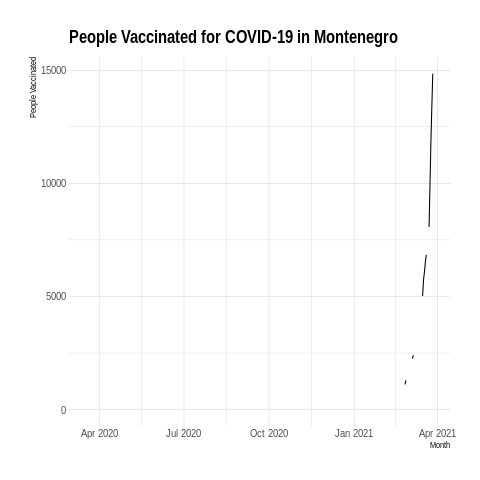 People Vaccinated for COVID-19 in Montenegro
People Vaccinated
15000
10000
5000
0
Apr 2020 Jul 2020 Oct 2020 Jan 2021 Apr 2021
Month